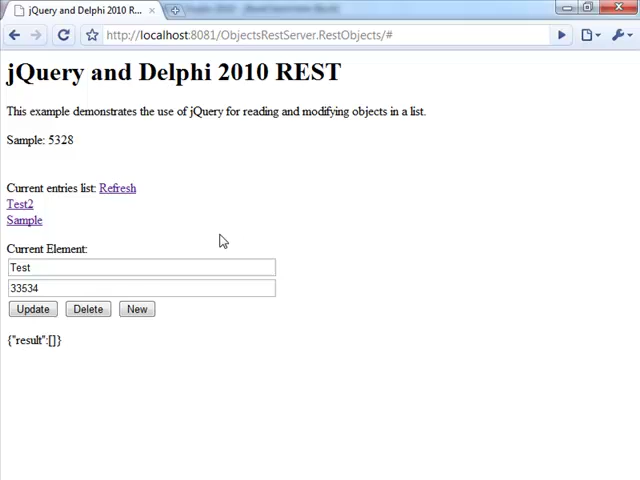 jQuery and Delphi 2010 R...
http://localhost:8081/ObjectsRestServer.RestObjects/#
jQuery and Delphi 2010 REST
This example demonstrates the use of jQuery for reading and modifying objects in a list.
Sample: 5328
Current entries list: Refresh
Test2
Sample
Current Element:
Test
33534
Update Delete New
{"result":[]}